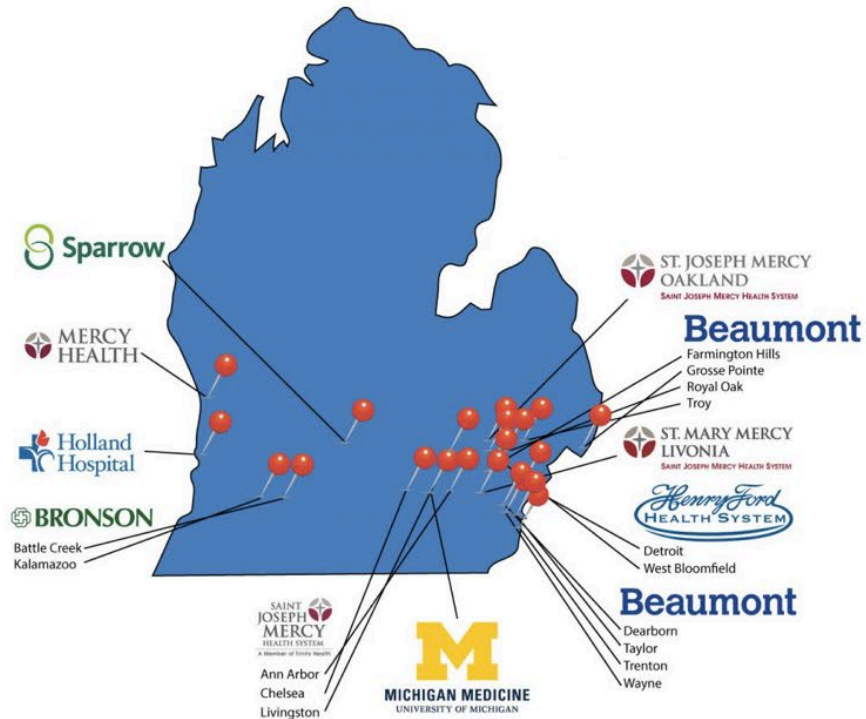 Sparrow
MERCY
HEALTH
Holland
Hospital
BRONSON
Battle Creek
Kalamazoo
SAINT
JOSEPH
MERCY
HEALTH SYSTEM
A Member of Trinity Health
Ann Arbor
Chelsea
Livingston
M
MICHIGAN MEDICINE
UNIVERSITY OF MICHIGAN
ST. JOSEPH MERCY
OAKLAND
SAINT JOSEPH MERCY HEALTH SYSTEM
Beaumont
Farmington Hills
Grosse Pointe
Royal Oak
Troy
ST. MARY MERCY
LIVONIA
SAINT JOSEPH MERCY HEALTH SYSTEM
Henry Ford
HEALTH SYSTEM
Detroit
West Bloomfield
Beaumont
Dearborn
Taylor
Trenton
Wayne